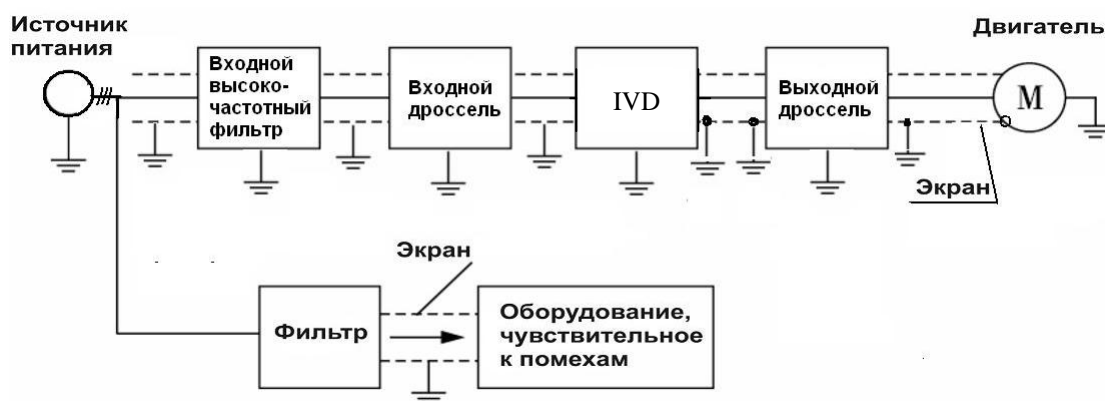 Источник
питания
Двигатель
Входной
высоко-
частотный
фильтр
Входной
дроссель
IVD
Выходной
дроссель
M
Экран
Экран
Фильтр
Оборудование,
чувствительное
к помехам